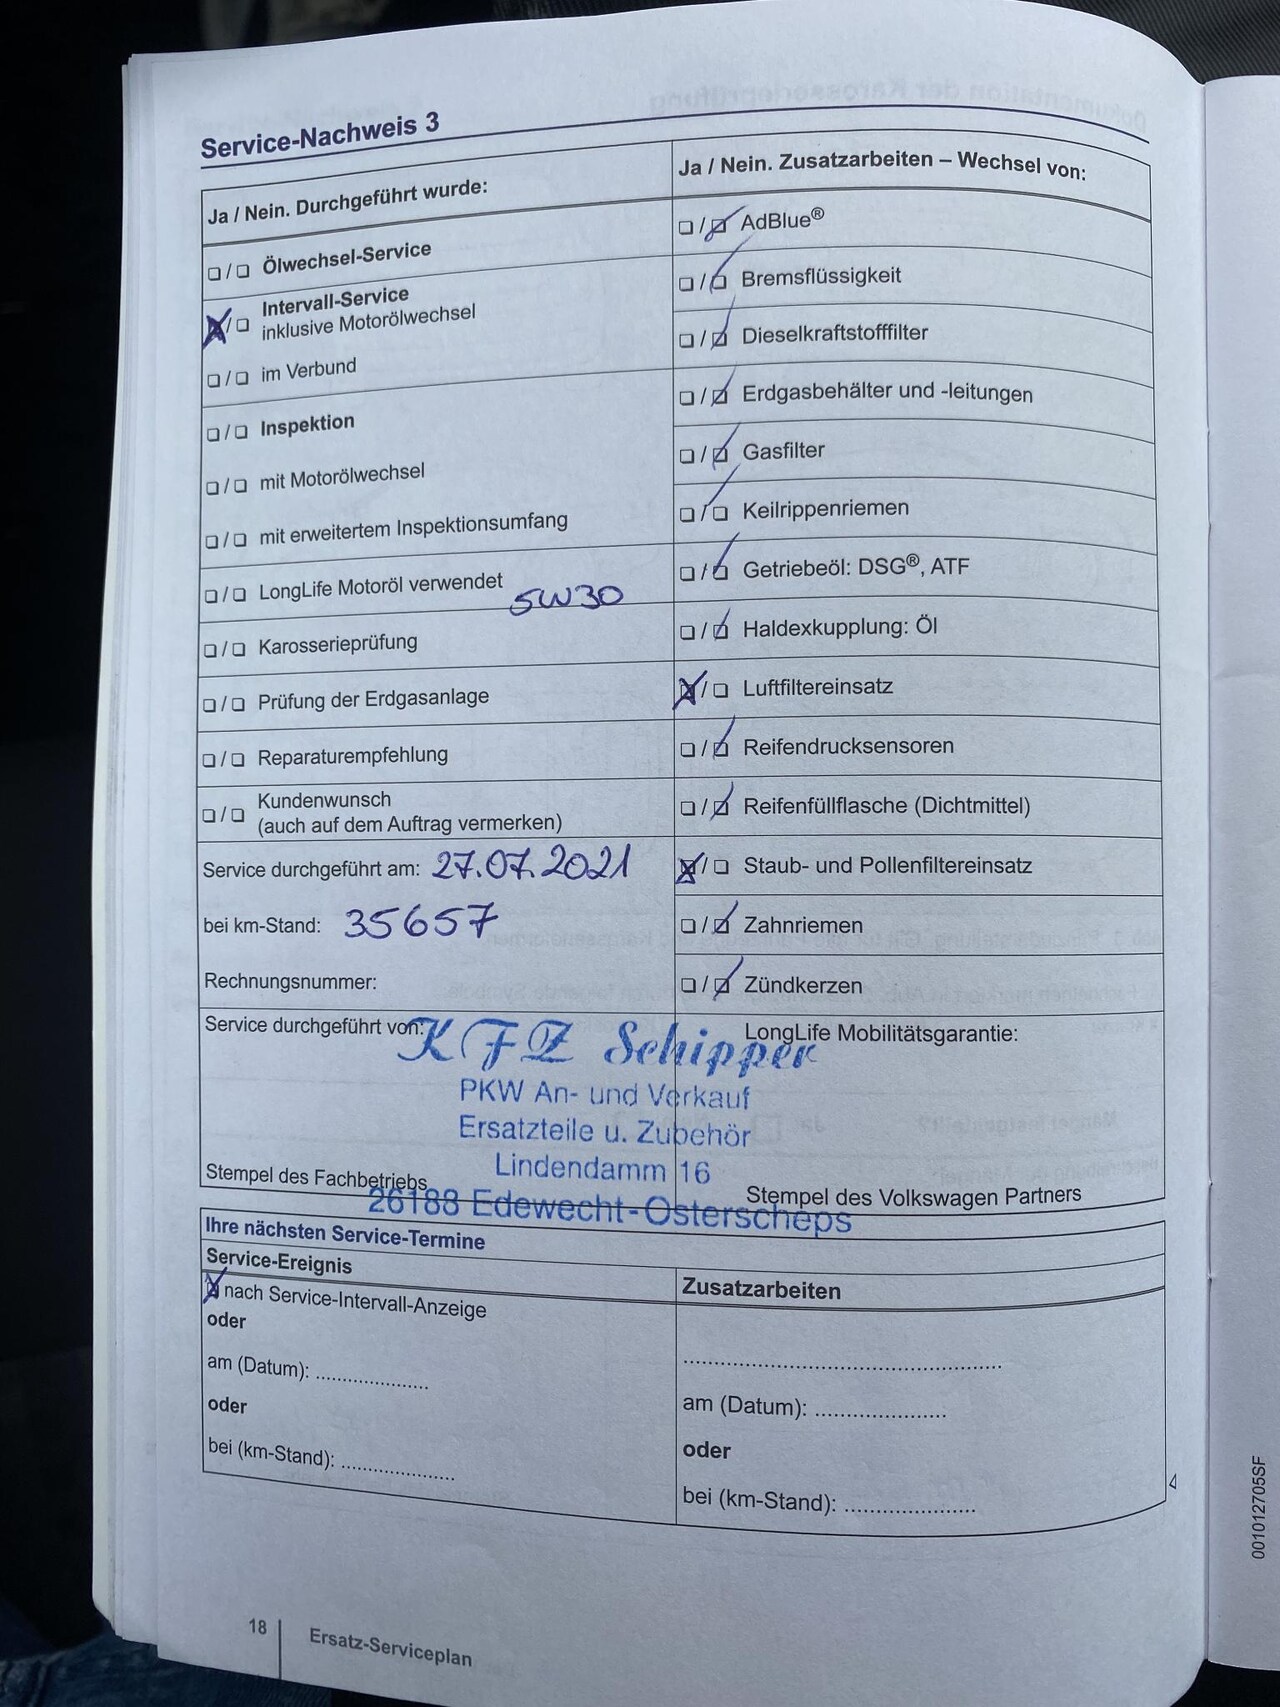 Service-Nachweis 3
Ja / Nein. Durchgeführt wurde:
❏ / ❏ Ölwechsel-Service
☒ / ❏ Intervall-Service
inklusive Motorölwechsel
❏ / ❏ im Verbund
❏ / ❏ Inspektion
❏ / ❏ mit Motorölwechsel
❏ / ❏ mit erweitertem Inspektionsumfang
❏ / ❏ LongLife Motoröl verwendet
5W30
❏ / ❏ Karosserieprüfung
❏ / ❏ Prüfung der Erdgasanlage
❏ / ❏ Reparaturempfehlung
❏ / ❏ Kundenwunsch
(auch auf dem Auftrag vermerken)
Service durchgeführt am: 27.07.2021
bei km-Stand: 35657
Rechnungsnummer:
Ja / Nein. Zusatzarbeiten – Wechsel von:
❏ / ☑ AdBlue®
❏ / ☑ Bremsflüssigkeit
❏ / ☑ Dieselkraftstofffilter
❏ / ☑ Erdgasbehälter und -leitungen
❏ / ☑ Gasfilter
❏ / ☑ Keilrippenriemen
❏ / ☑ Getriebeöl: DSG®, ATF
❏ / ☑ Haldexkupplung: Öl
☒ / ❏ Luftfiltereinsatz
❏ / ☑ Reifendrucksensoren
❏ / ☑ Reifenfüllflasche (Dichtmittel)
☒ / ❏ Staub- und Pollenfiltereinsatz
❏ / ☑ Zahnriemen
❏ / ☑ Zündkerzen
Service durchgeführt von:
LongLife Mobilitätsgarantie:
KFZ Schipper
PKW An- und Verkauf
Ersatzteile u. Zubehör
Lindendamm 16
26188 Edewecht-Osterscheps
Stempel des Fachbetriebs
Stempel des Volkswagen Partners
Ihre nächsten Service-Termine
Service-Ereignis
☒ nach Service-Intervall-Anzeige
oder
am (Datum): ....................
oder
bei (km-Stand): ....................
Zusatzarbeiten
..........................................................
am (Datum): .......................
oder
bei (km-Stand): .......................
18
Ersatz-Serviceplan
001012705SF